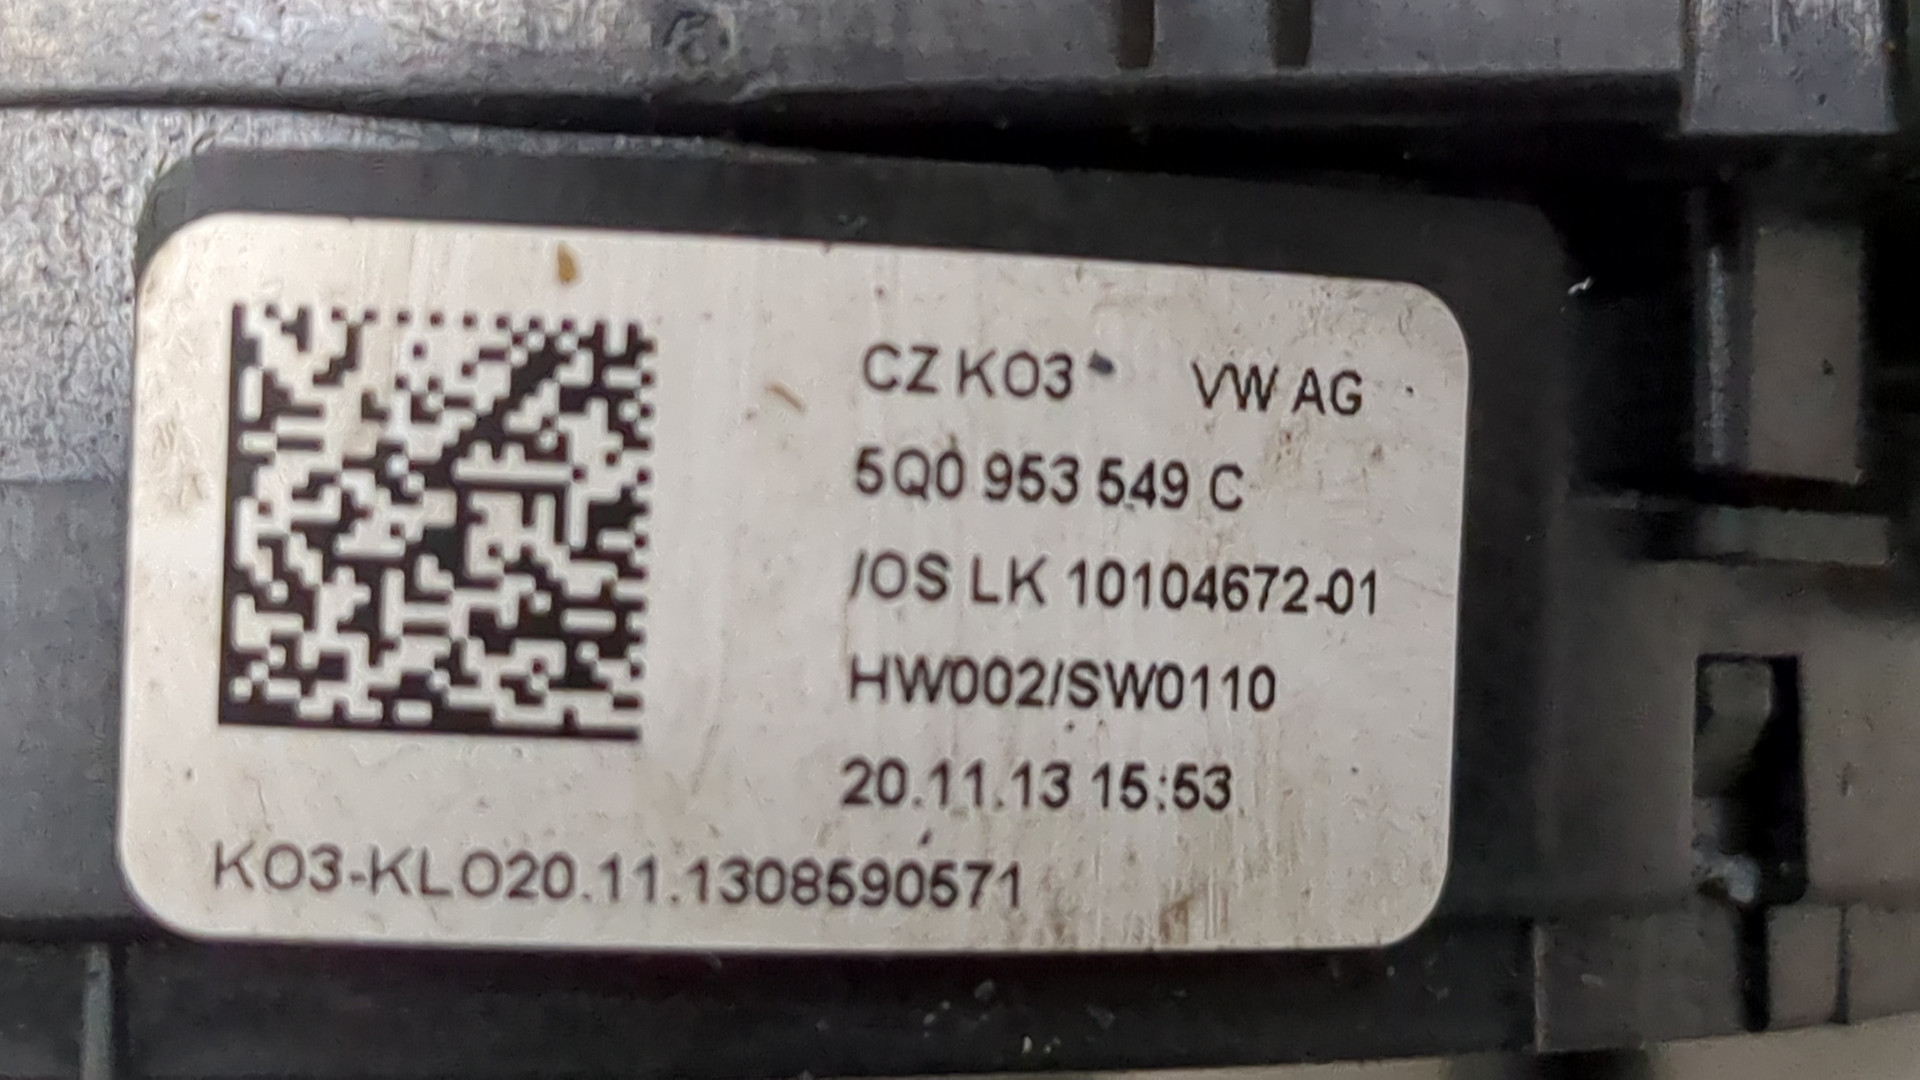 CZ KO3 VW AG
5Q0 953 549 C
/OS LK 10104672-01
HW002/SW0110
20.11.13 15:53
KO3-KLO20.11.1308590571